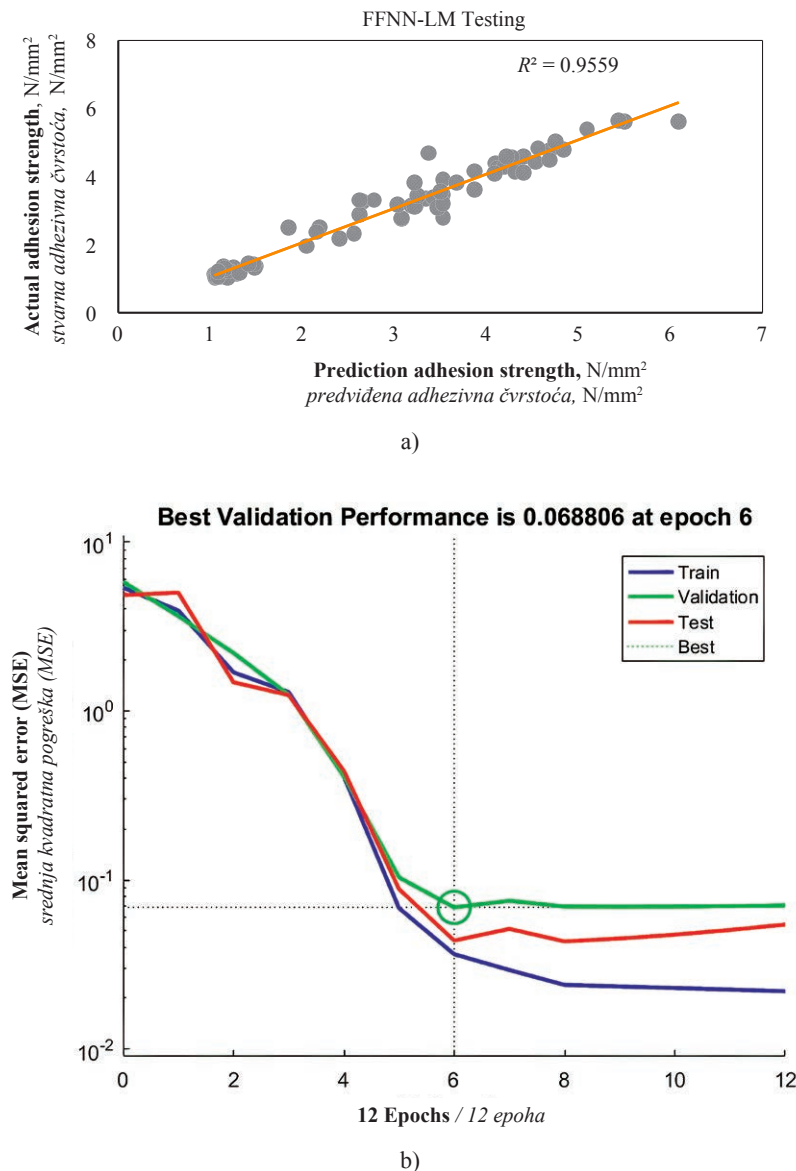 FFNN-LM Testing
R² = 0.9559
Actual adhesion strength, N/mm²
stvarna adhezivna čvrstoća, N/mm²
8
6
4
2
0
0 1 2 3 4 5 6 7
Prediction adhesion strength, N/mm²
predviđena adhezivna čvrstoća, N/mm²
a)
Best Validation Performance is 0.068806 at epoch 6
Mean squared error (MSE)
srednja kvadratna pogreška (MSE)
10¹
10⁰
10⁻¹
10⁻²
Train
Validation
Test
Best
0 2 4 6 8 10 12
12 Epochs / 12 epoha
b)